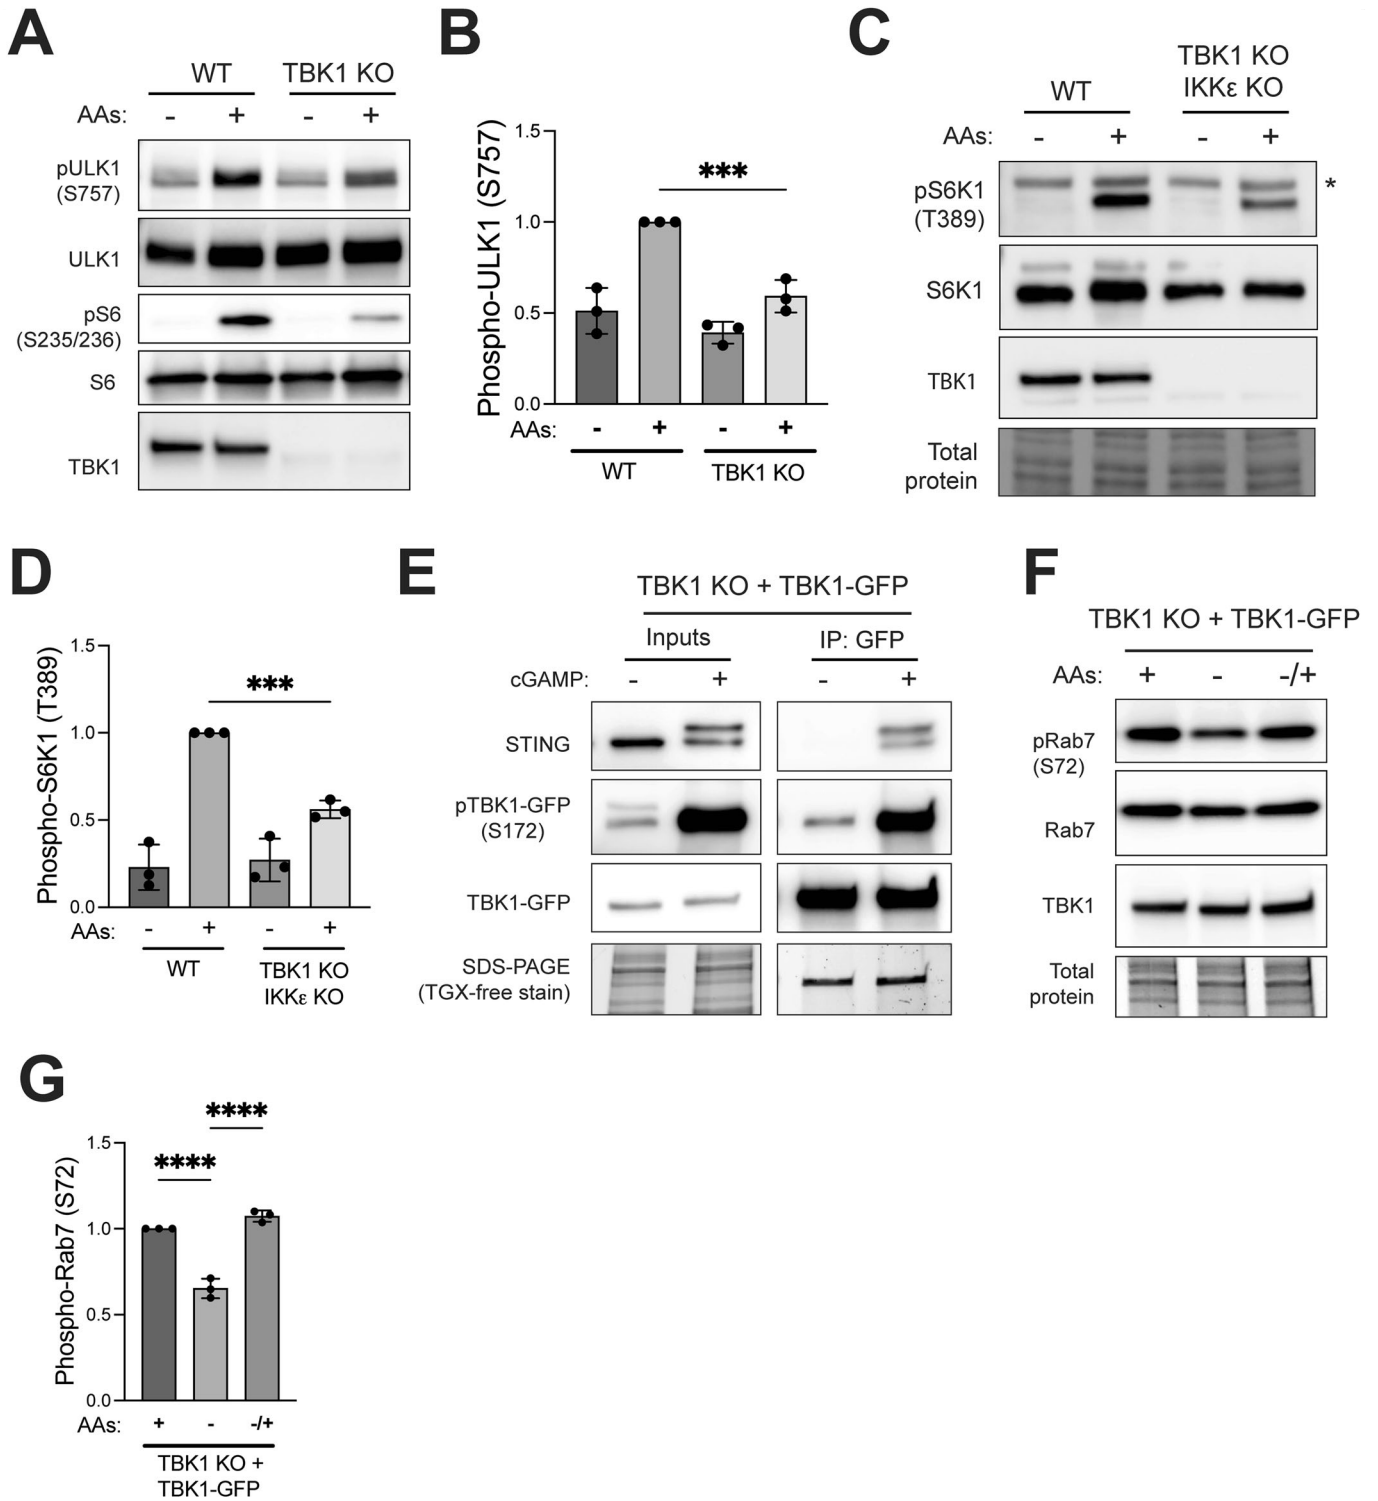 A
WT TBK1 KO
AAs: - + - +
pULK1
(S757)
ULK1
pS6
(S235/236)
S6
TBK1
B
Phospho-ULK1 (S757)
1.5
1.0
0.5
0.0
***
AAs: - + - +
WT TBK1 KO
C
TBK1 KO
WT IKKε KO
AAs: - + - +
pS6K1
(T389)
*
S6K1
TBK1
Total
protein
D
Phospho-S6K1 (T389)
1.5
1.0
0.5
0.0
***
AAs: - + - +
WT TBK1 KO
IKKε KO
E
TBK1 KO + TBK1-GFP
Inputs IP: GFP
cGAMP: - + - +
STING
pTBK1-GFP
(S172)
TBK1-GFP
SDS-PAGE
(TGX-free stain)
F
TBK1 KO + TBK1-GFP
AAs: + - -/+
pRab7
(S72)
Rab7
TBK1
Total
protein
G
Phospho-Rab7 (S72)
1.5
1.0
0.5
0.0
****
****
AAs: + - -/+
TBK1 KO +
TBK1-GFP